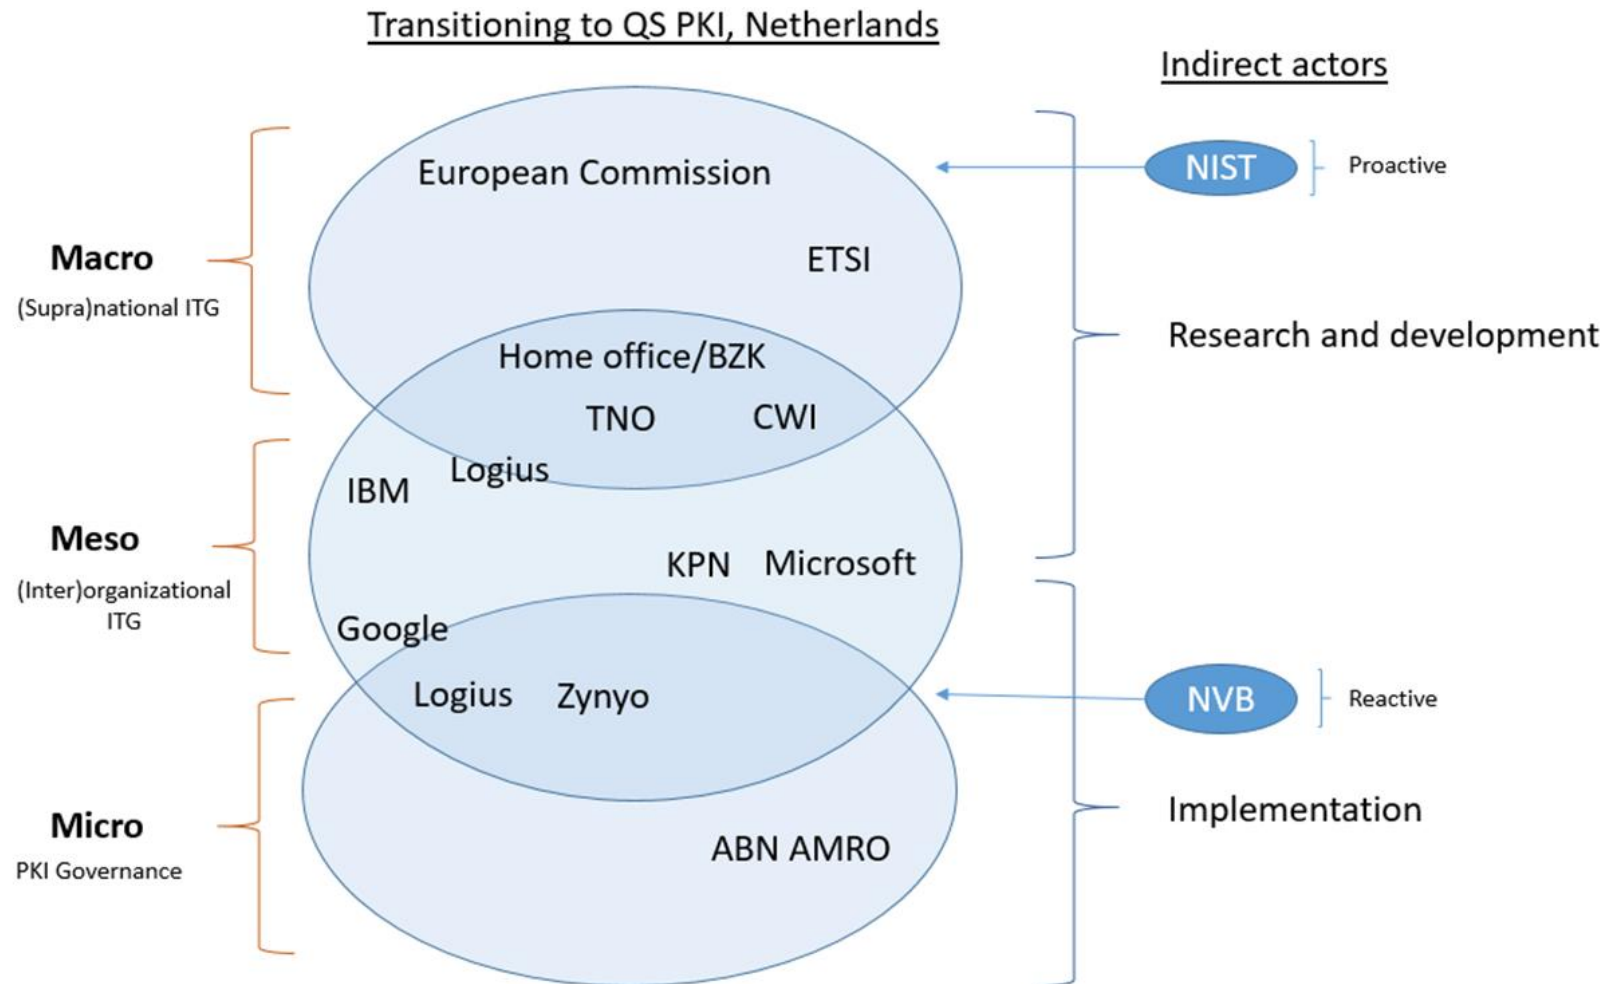 Transitioning to QS PKI, Netherlands
Indirect actors
European Commission
NIST
Proactive
ETSI
Macro
(Supra)national ITG
Research and development
Home office/BZK
TNO
CWI
Logius
IBM
Meso
(Inter)organizational
ITG
KPN
Microsoft
Google
Logius
Zynyo
NVB
Reactive
Micro
PKI Governance
Implementation
ABN AMRO